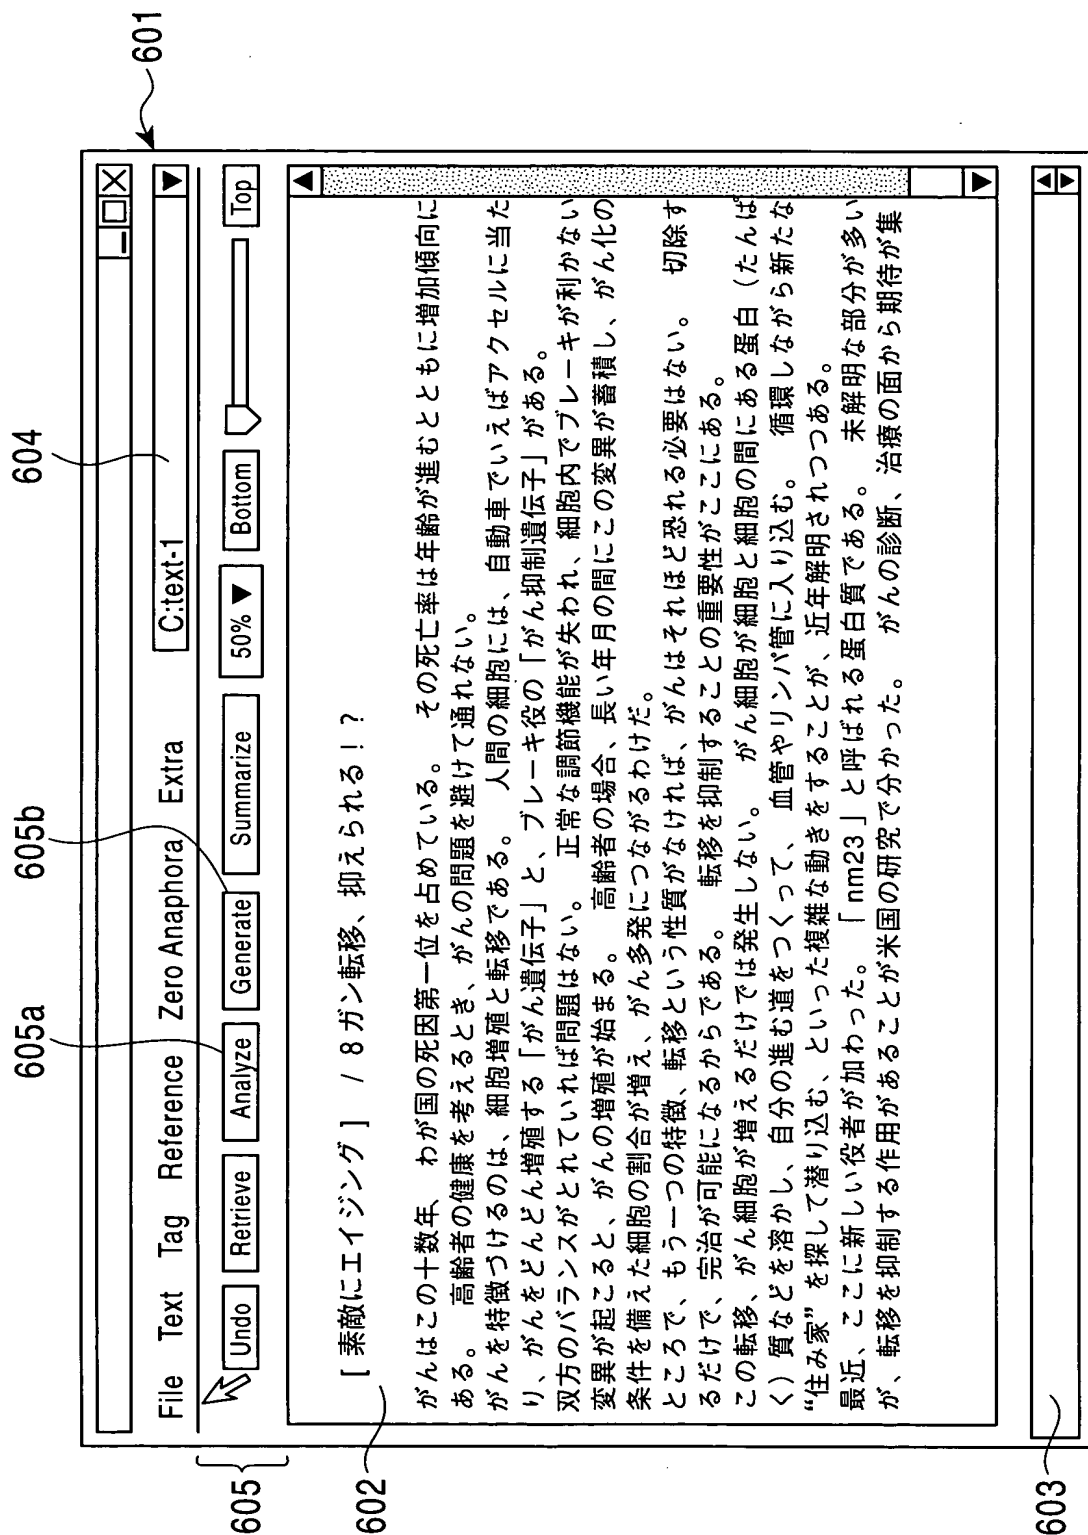 601
604
605b
605a
605
602
603
File Text Tag Reference Zero Anaphora Extra C:text-1
Undo Retrieve Analyze Generate Summarize 50% ▼ Bottom Top
[ 素敵にエイジング ] / 8ガン転移、抑えられる!?
がんはこの十数年、 わが国の死因第一位を占めている。 その死亡率は年齢が進むとともに増加傾向に
ある。 高齢者の健康を考えるとき、がんの問題を避けて通れない。
がんを特徴づけるのは、細胞増殖と転移である。 人間の細胞には、自動車でいえばアクセルに当た
り、がんをどんどん増殖する「がん遺伝子」と、ブレーキ役の「がん抑制遺伝子」がある。
双方のバランスがとれていれば問題はない。 正常な調節機能が失われ、細胞内でブレーキが利かない
変異が起こると、がんの増殖が始まる。 高齢者の場合、長い年月の間にこの変異が蓄積し、がん化の
条件を備えた細胞の割合が増え、がん多発につながるわけだ。
ところで、もう一つの特徴、転移という性質がなければ、がんはそれほど恐れる必要はない。 切除す
るだけで、完治が可能になるからである。 転移を抑制することの重要性がここにある。
この転移、がん細胞が増えるだけでは発生しない。 がん細胞が細胞と細胞の間にある蛋白(たんぱ
く)質などを溶かし、自分の進む道をつくって、血管やリンパ管に入り込む。 循環しながら新たな
“住み家”を探して潜り込む、といった複雑な動きをすることが、近年解明されつつある。
最近、ここに新しい役者が加わった。「nm23」と呼ばれる蛋白質である。 未解明な部分が多い
が、転移を抑制する作用があることが米国の研究で分かった。 がんの診断、治療の面から期待が集